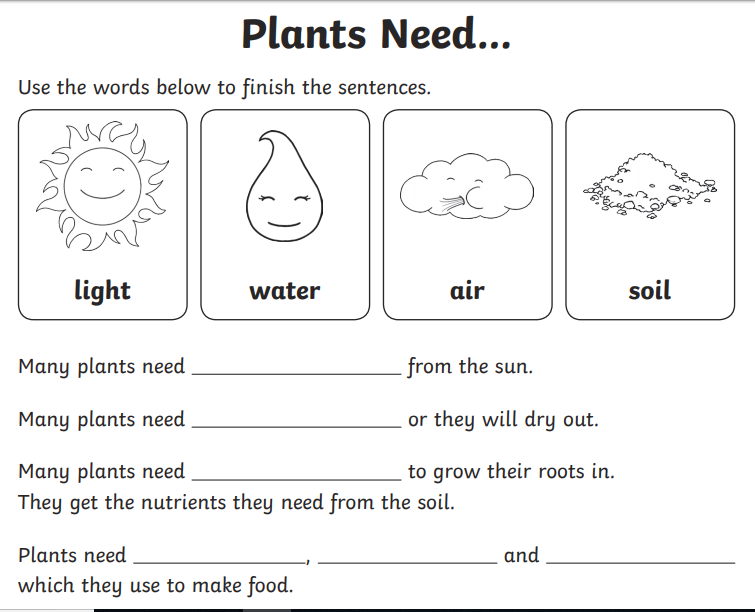 Plants Need...
Use the words below to finish the sentences.
light water air soil
Many plants need ____________________ from the sun.
Many plants need ____________________ or they will dry out.
Many plants need ____________________ to grow their roots in.
They get the nutrients they need from the soil.
Plants need ________________, _________________ and __________________
which they use to make food.